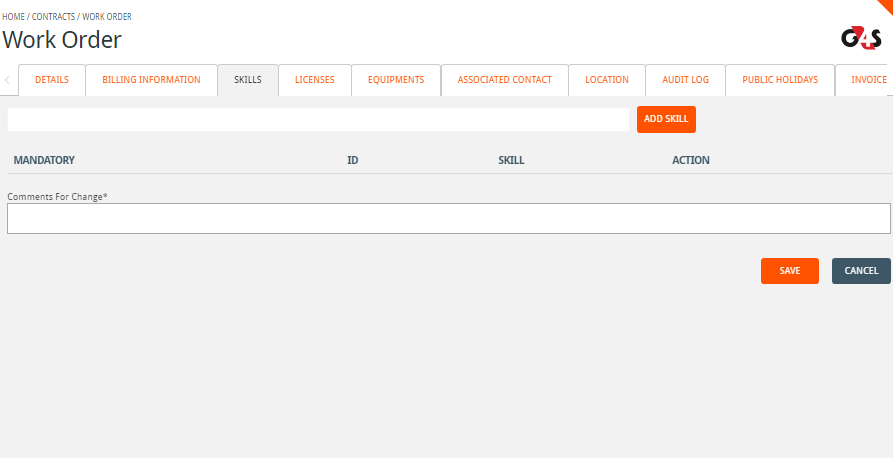 HOME / CONTRACTS / WORK ORDER
Work Order
G4S
DETAILS BILLING INFORMATION SKILLS LICENSES EQUIPMENTS ASSOCIATED CONTACT LOCATION AUDIT LOG PUBLIC HOLIDAYS INVOICE
ADD SKILL
MANDATORY ID SKILL ACTION
Comments For Change*
SAVE CANCEL